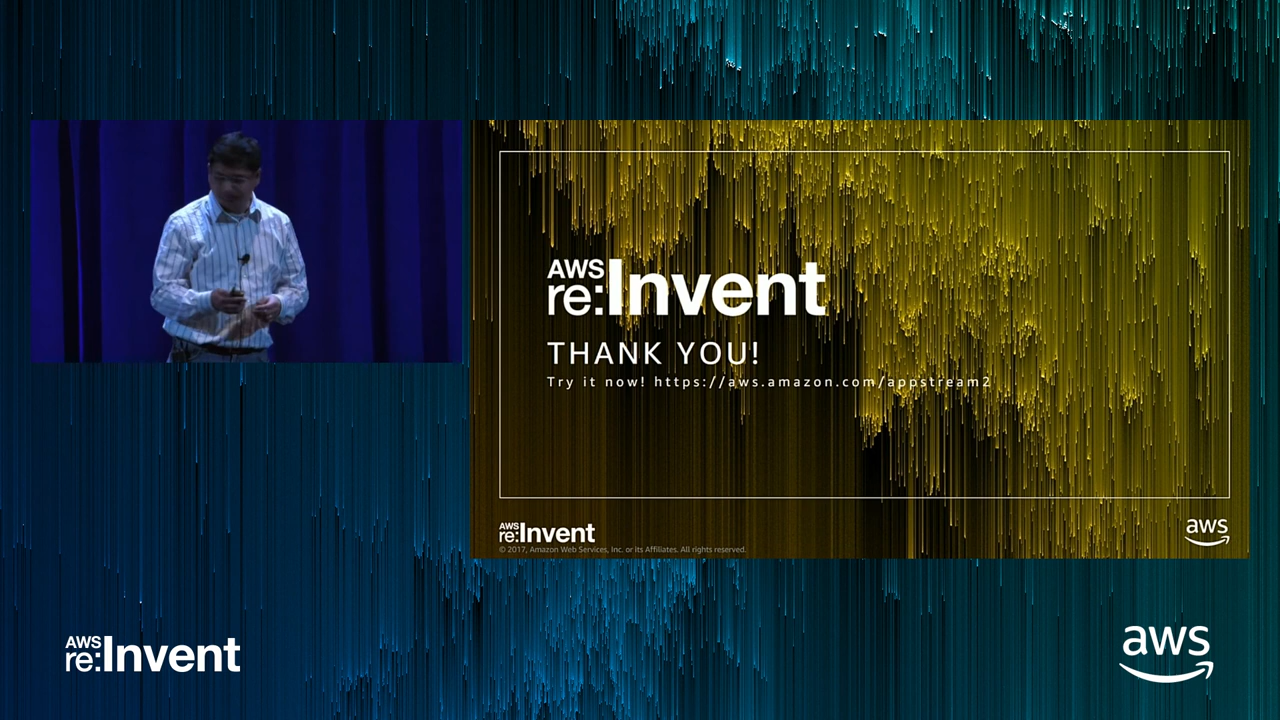 AWS
re:Invent
THANK YOU!
Try it now! https://aws.amazon.com/appstream2
AWS
re:Invent
© 2017, Amazon Web Services, Inc. or its Affiliates. All rights reserved.
aws
AWS
re:Invent
aws